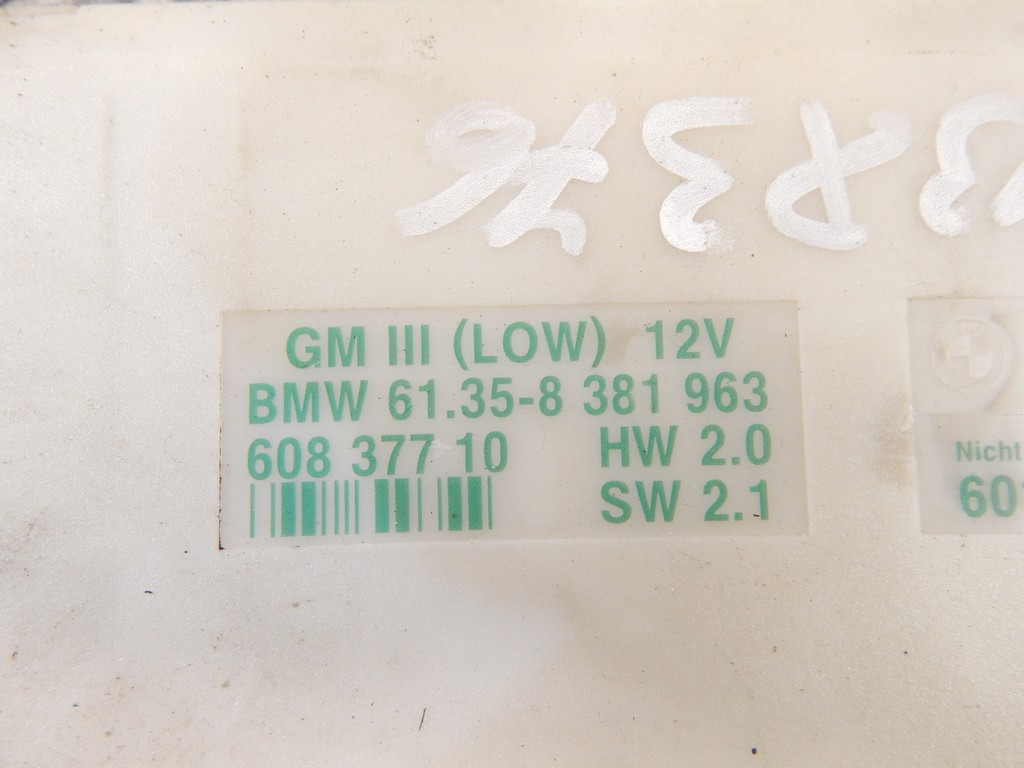 GM III (LOW) 12V
BMW 61.35-8 381 963
608 377 10 HW 2.0
SW 2.1
Nicht